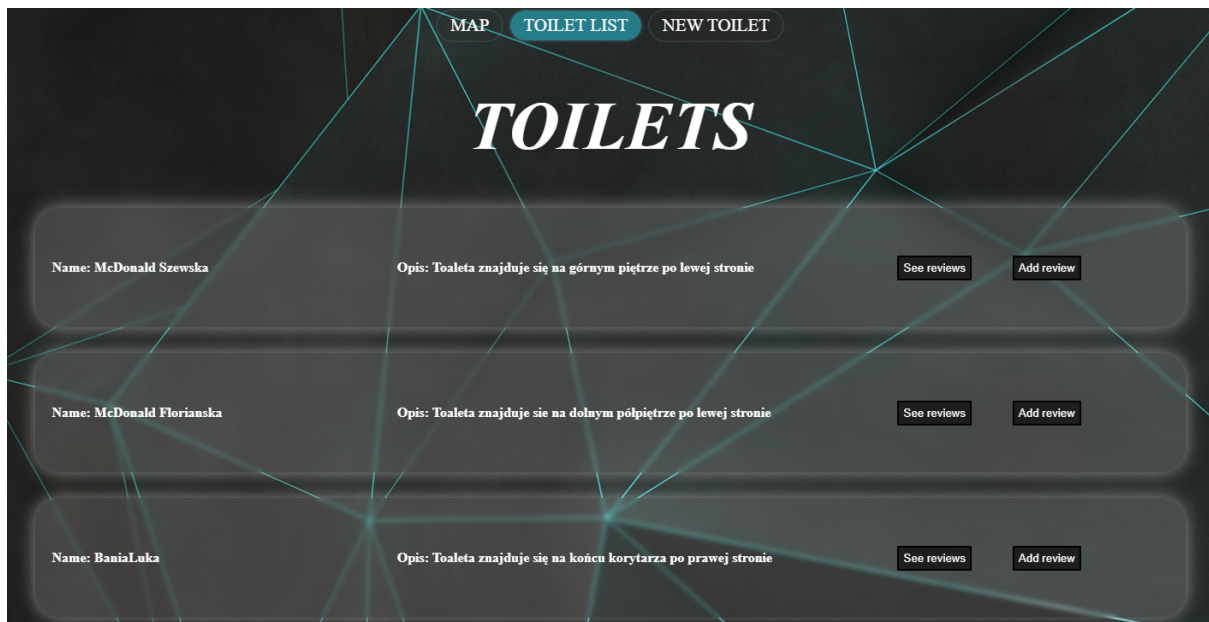 MAP TOILET LIST NEW TOILET
TOILETS
Name: McDonald Szewska Opis: Toaleta znajduje się na górnym piętrze po lewej stronie See reviews Add review
Name: McDonald Florianska Opis: Toaleta znajduje sie na dolnym półpiętrze po lewej stronie See reviews Add review
Name: BaniaLuka Opis: Toaleta znajduje się na końcu korytarza po prawej stronie See reviews Add review